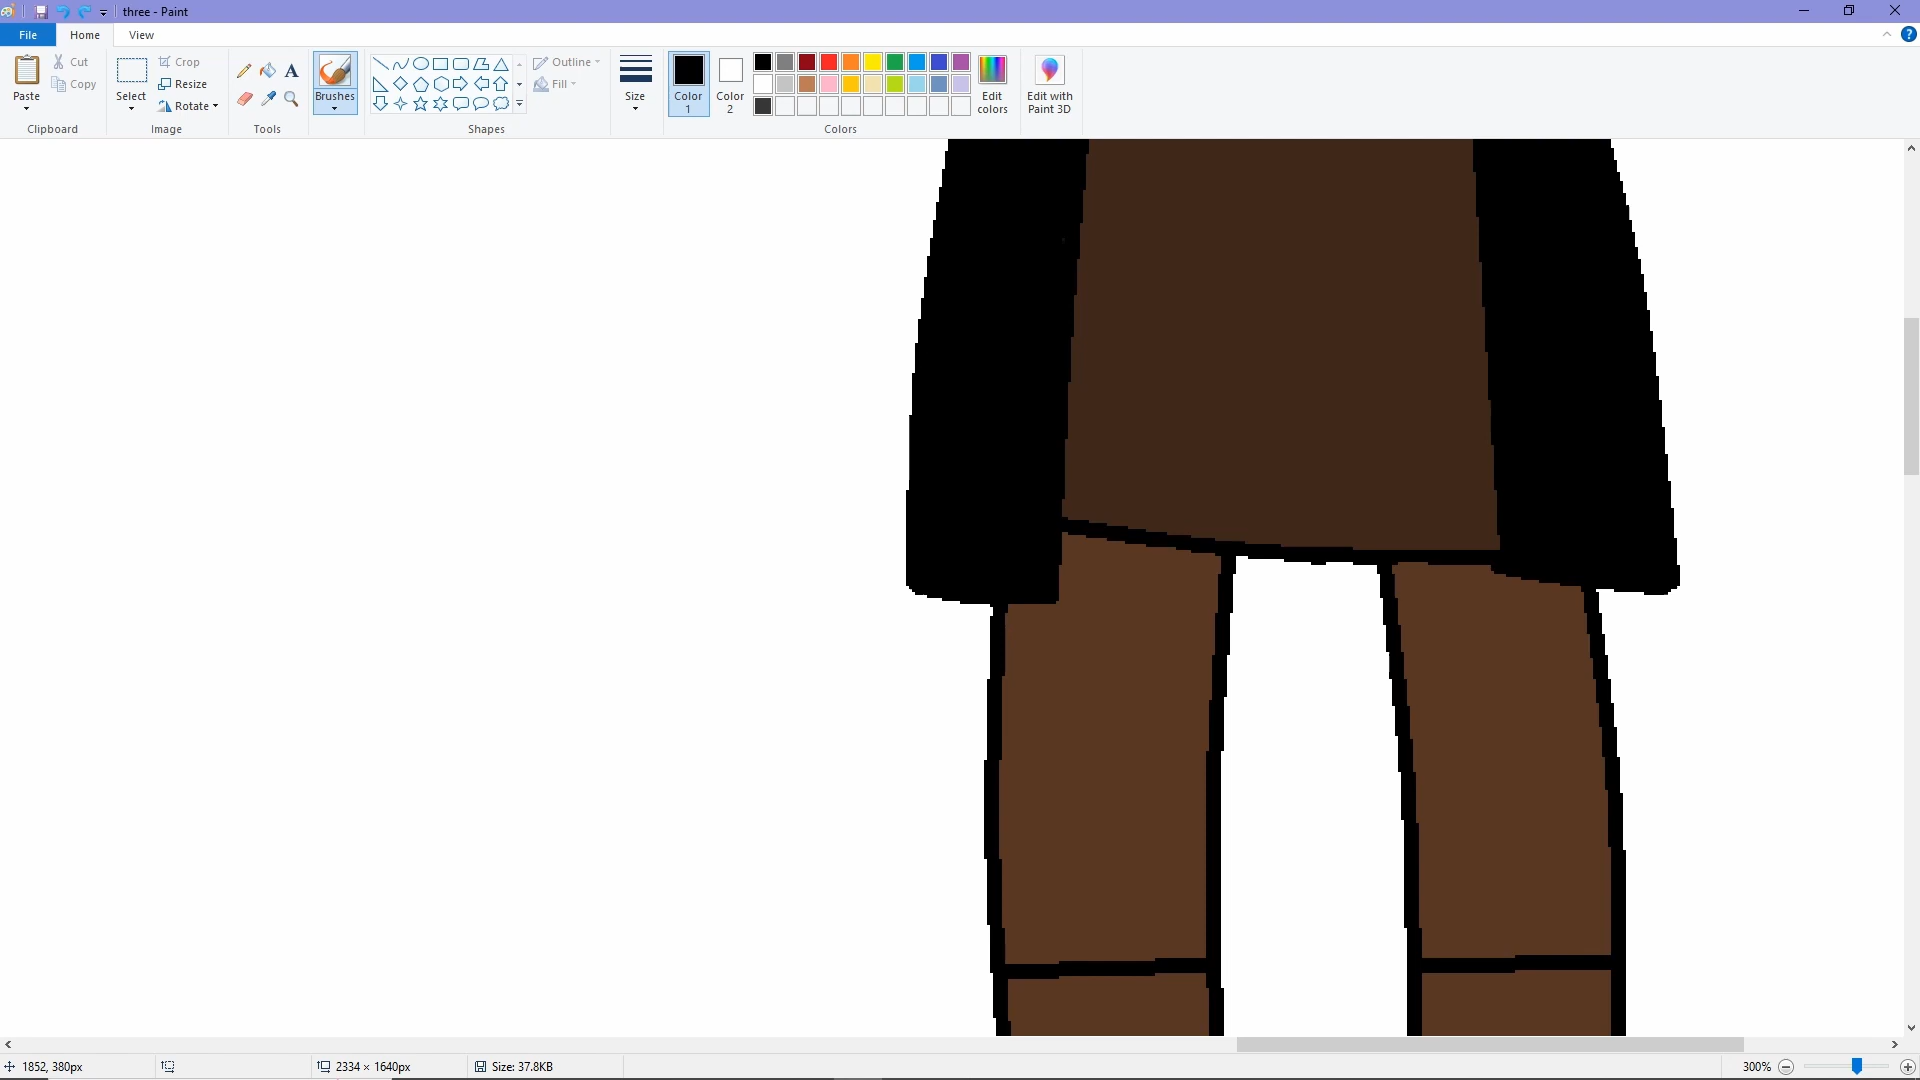 three - Paint
File Home View
Paste Cut Copy
Clipboard
Select Crop Resize Rotate
Image
A
Tools
Brushes
Outline Fill
Shapes
Size
Color 1 Color 2
Edit colors
Colors
Edit with Paint 3D
1852, 380px 2334 × 1640px Size: 37.8KB 300%